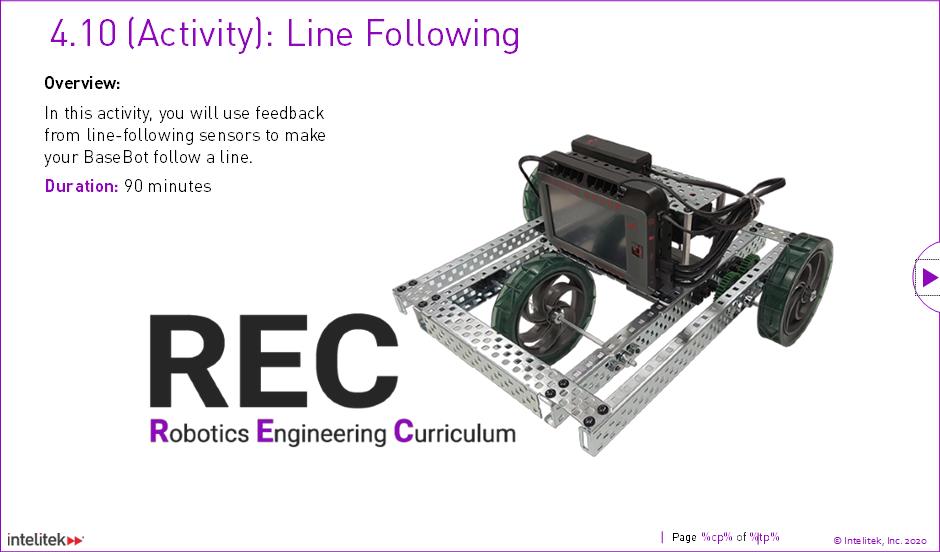 4.10 (Activity): Line Following
Overview:
In this activity, you will use feedback
from line-following sensors to make
your BaseBot follow a line.
Duration: 90 minutes
REC
Robotics Engineering Curriculum
intelitek
Page %cp% of %tp%
© Intelitek, Inc. 2020